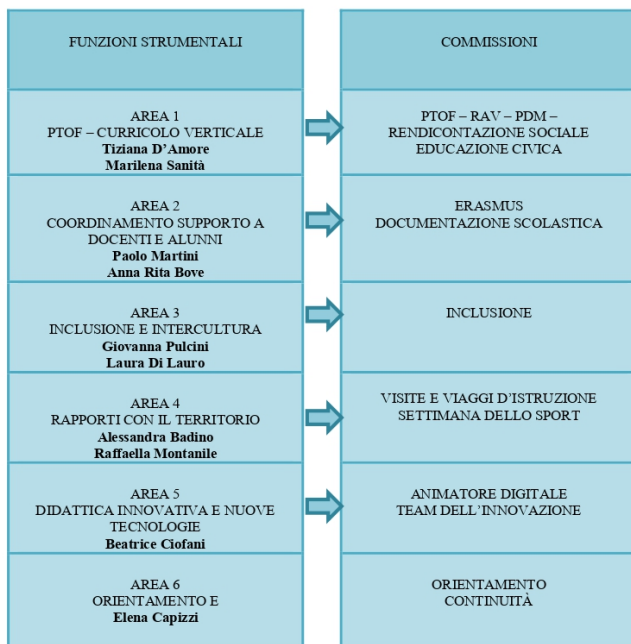 FUNZIONI STRUMENTALI
COMMISSIONI
AREA 1
PTOF – CURRICOLO VERTICALE
Tiziana D'Amore
Marilena Sanità
PTOF – RAV – PDM –
RENDICONTAZIONE SOCIALE
EDUCAZIONE CIVICA
AREA 2
COORDINAMENTO SUPPORTO A
DOCENTI E ALUNNI
Paolo Martini
Anna Rita Bove
ERASMUS
DOCUMENTAZIONE SCOLASTICA
AREA 3
INCLUSIONE E INTERCULTURA
Giovanna Pulcini
Laura Di Lauro
INCLUSIONE
AREA 4
RAPPORTI CON IL TERRITORIO
Alessandra Badino
Raffaella Montanile
VISITE E VIAGGI D'ISTRUZIONE
SETTIMANA DELLO SPORT
AREA 5
DIDATTICA INNOVATIVA E NUOVE
TECNOLOGIE
Beatrice Ciofani
ANIMATORE DIGITALE
TEAM DELL'INNOVAZIONE
AREA 6
ORIENTAMENTO E
Elena Capizzi
ORIENTAMENTO
CONTINUITÀ